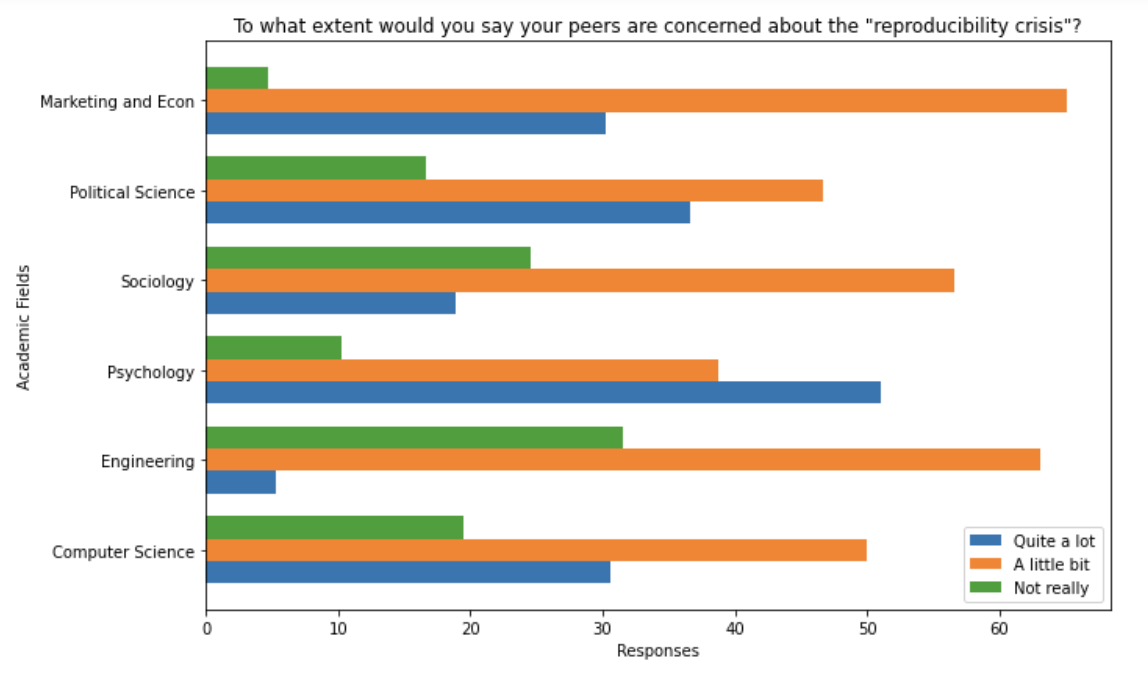 To what extent would you say your peers are concerned about the "reproducibility crisis"?
Marketing and Econ
Political Science
Sociology
Psychology
Engineering
Computer Science
Academic Fields
Quite a lot
A little bit
Not really
0 10 20 30 40 50 60
Responses